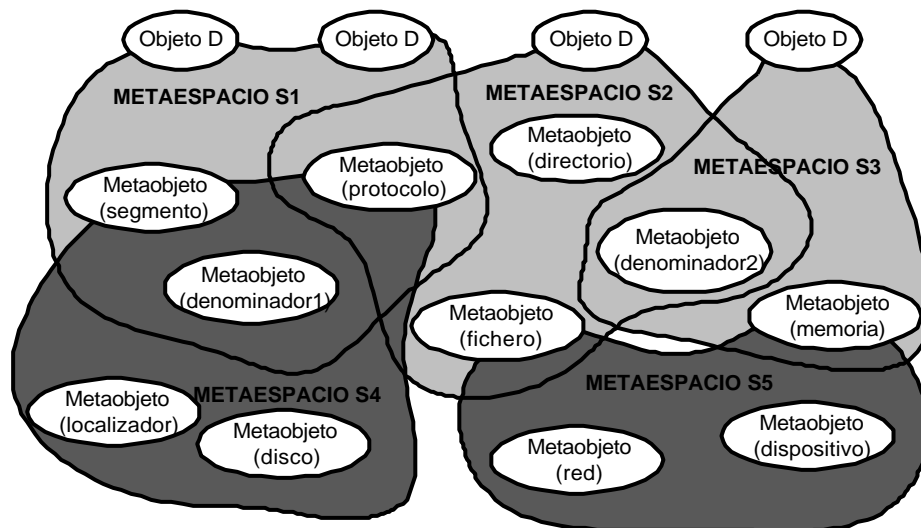 Objeto D
Objeto D
Objeto D
Objeto D
METAESPACIO S1
METAESPACIO S2
Metaobjeto
(directorio)
METAESPACIO S3
Metaobjeto
(segmento)
Metaobjeto
(protocolo)
Metaobjeto
(denominador1)
Metaobjeto
(denominador2)
Metaobjeto
(fichero)
Metaobjeto
(memoria)
METAESPACIO S4
METAESPACIO S5
Metaobjeto
(localizador)
Metaobjeto
(disco)
Metaobjeto
(red)
Metaobjeto
(dispositivo)